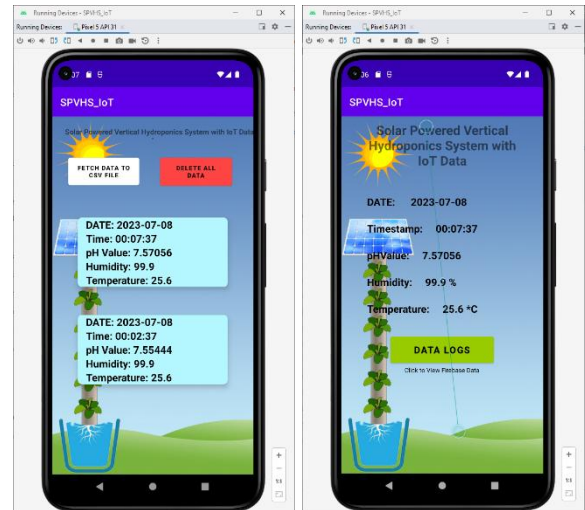 Running Devices - SPVHS_IoT
Running Devices: Pixel 5 API 31
SPVHS_IoT
Solar Powered Vertical Hydroponics System with IoT Data
FETCH DATA TO
CSV FILE
DELETE ALL
DATA
DATE: 2023-07-08
Time: 00:07:37
pH Value: 7.57056
Humidity: 99.9
Temperature: 25.6
DATE: 2023-07-08
Time: 00:02:37
pH Value: 7.55444
Humidity: 99.9
Temperature: 25.6
1:1
Running Devices - SPVHS_IoT
Running Devices: Pixel 5 API 31
SPVHS_IoT
Solar Powered Vertical
Hydroponics System with
IoT Data
DATE: 2023-07-08
Timestamp: 00:07:37
pHValue: 7.57056
Humidity: 99.9 %
Temperature: 25.6 *C
DATA LOGS
Click to View Firebase Data
1:1